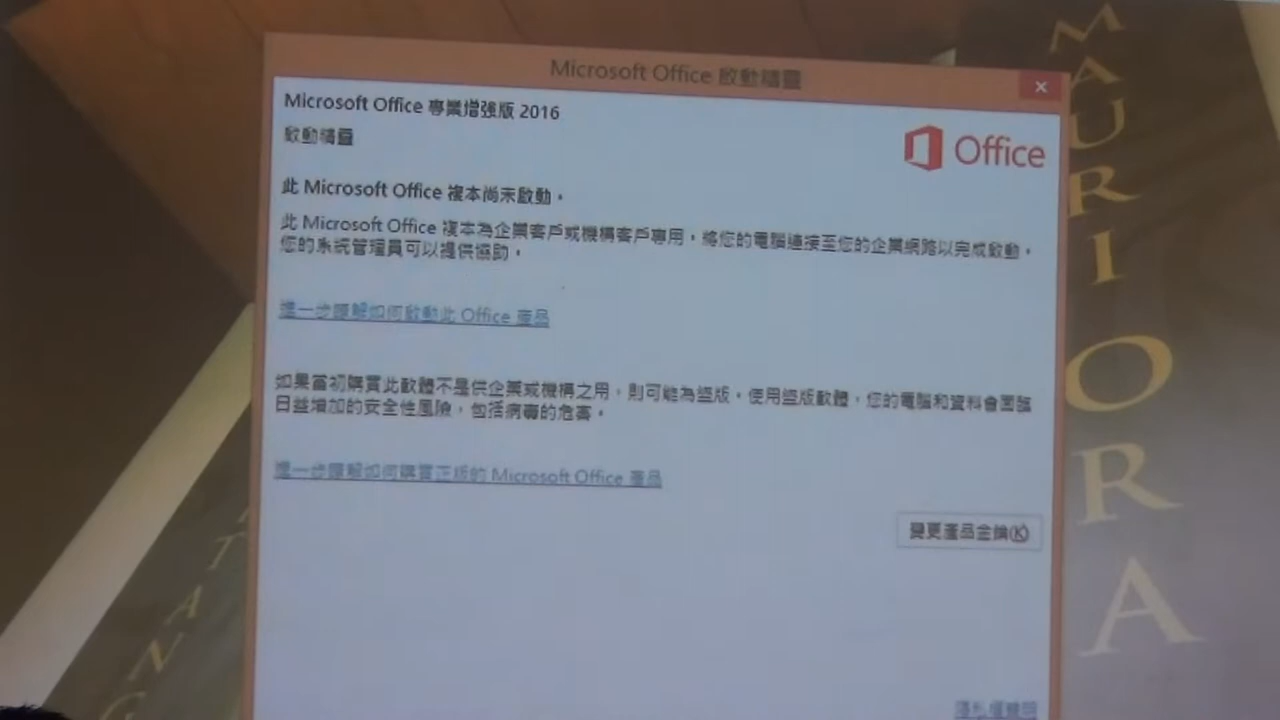 Microsoft Office 啟動精靈
Microsoft Office 專業增強版 2016
啟動精靈
Office
此 Microsoft Office 複本尚未啟動。
此 Microsoft Office 複本為企業客戶或機構客戶專用。將您的電腦連接至您的企業網路以完成啟動。
您的系統管理員可以提供協助。
進一步瞭解如何啟動此 Office 產品
如果當初購買此軟體不是供企業或機構之用，則可能為盜版。使用盜版軟體，您的電腦和資料會面臨
日益增加的安全性風險，包括病毒的危害。
進一步瞭解如何購買正版的 Microsoft Office 產品
變更產品金鑰(K)
隱私權聲明
MAURIORA